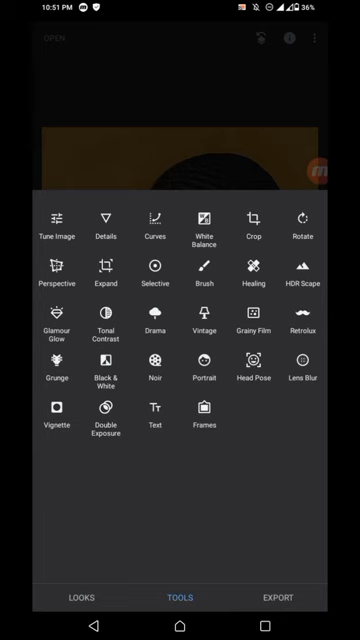 10:51 PM 36%
OPEN
Tune Image Details Curves White Balance Crop Rotate
Perspective Expand Selective Brush Healing HDR Scape
Glamour Glow Tonal Contrast Drama Vintage Grainy Film Retrolux
Grunge Black & White Noir Portrait Head Pose Lens Blur
Vignette Double Exposure Text Frames
LOOKS TOOLS EXPORT